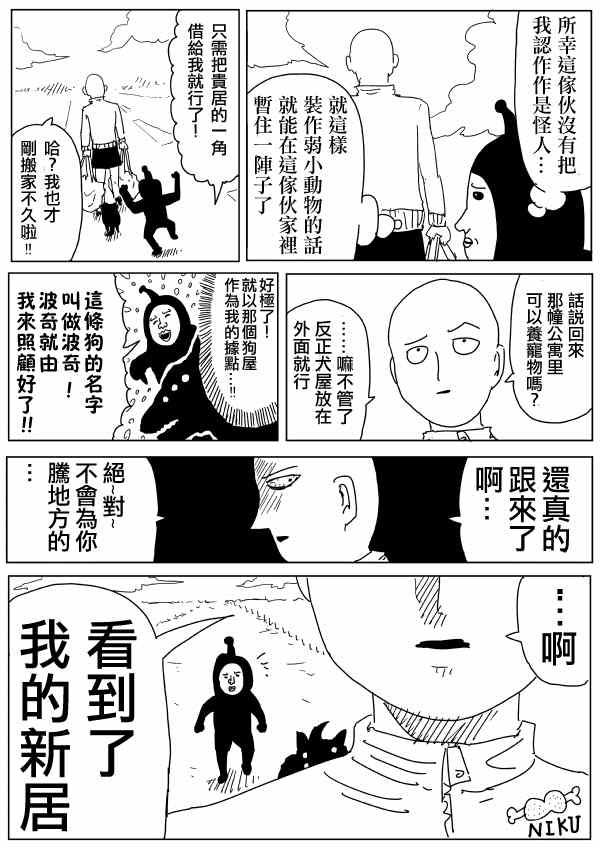 所幸這傢伙沒有把
我認作作是怪人…
就這樣
裝作弱小動物的話
就能在這傢伙家裡
暫住一陣子了
只需把貴居的一角
借給我就行了！
哈？我也才
剛搬家不久啦!!
話說回來
那幢公寓里
可以養寵物嗎？
……嘛不管了
反正犬屋放在
外面就行
好極了！
就以那個狗屋
作為我的據點…!!
這條狗的名字
叫做波奇！
波奇就由
我來照顧好了!!
還真的
跟來了
啊…
絕~對~
不會為你
騰地方的
…
…啊
看到了
我的新居
NIKU